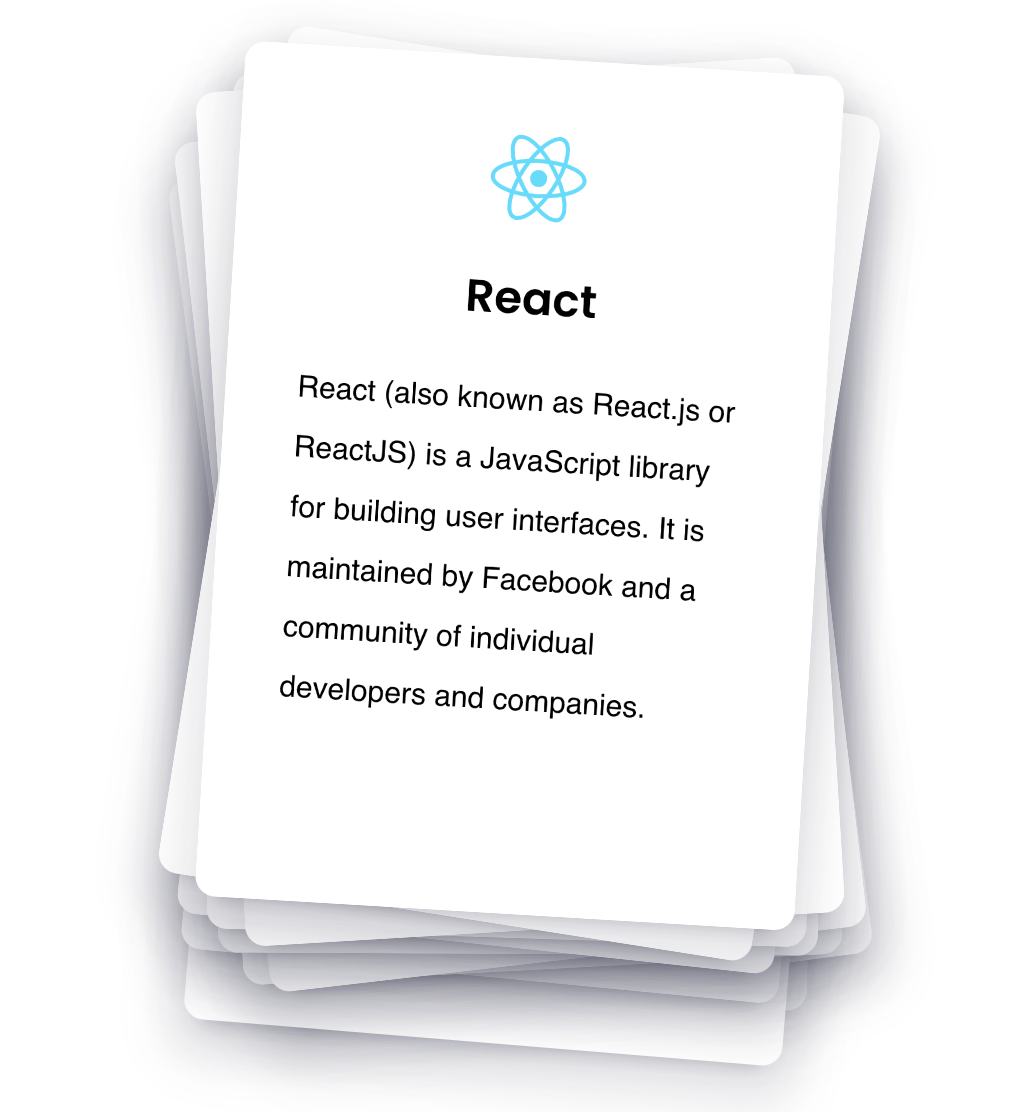 React
React (also known as React.js or
ReactJS) is a JavaScript library
for building user interfaces. It is
maintained by Facebook and a
community of individual
developers and companies.